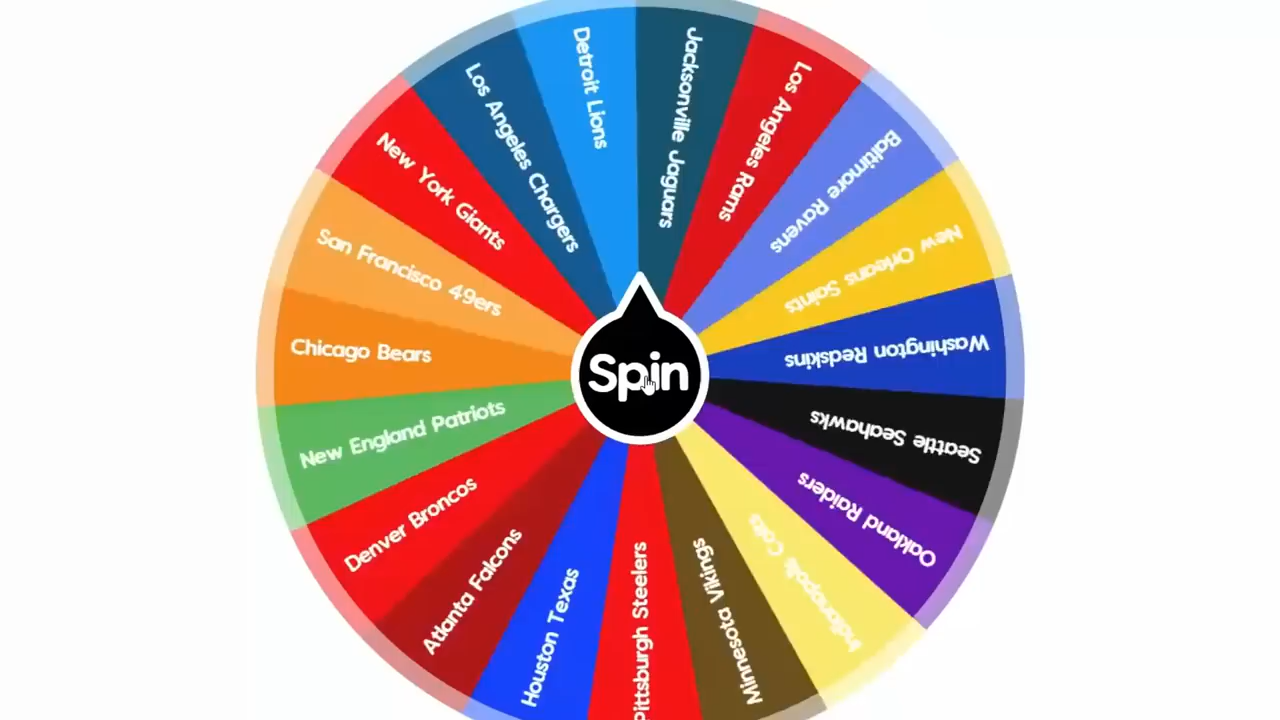 Detroit Lions
Jacksonville Jaguars
Los Angeles Rams
Baltimore Ravens
New Orleans Saints
Washington Redskins
Seattle Seahawks
Oakland Raiders
Indianapols Colts
Minnesota Vikings
Pittsburgh Steelers
Houston Texas
Atlanta Falcons
Denver Broncos
New England Patriots
Chicago Bears
San Francisco 49ers
New York Giants
Los Angeles Chargers
Spin